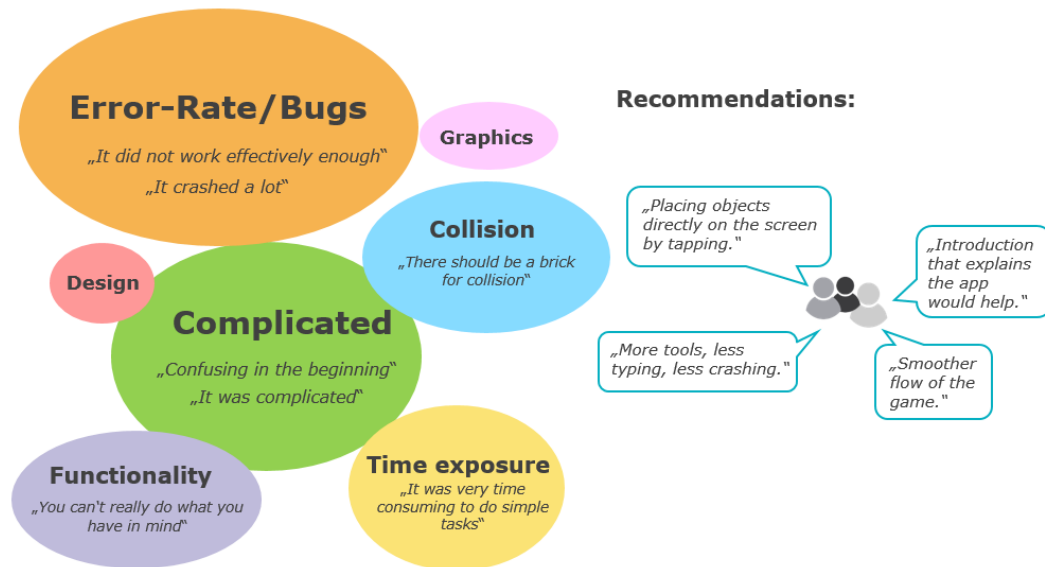 Error-Rate/Bugs
„It did not work effectively enough“
„It crashed a lot“
Graphics
Collision
„There should be a brick
for collision“
Design
Complicated
„Confusing in the beginning“
„It was complicated“
Functionality
„You can't really do what you
have in mind“
Time exposure
„It was very time
consuming to do simple
tasks“
Recommendations:
„Placing objects
directly on the screen
by tapping.“
„Introduction
that explains
the app
would help.“
„More tools, less
typing, less crashing.“
„Smoother
flow of the
game.“